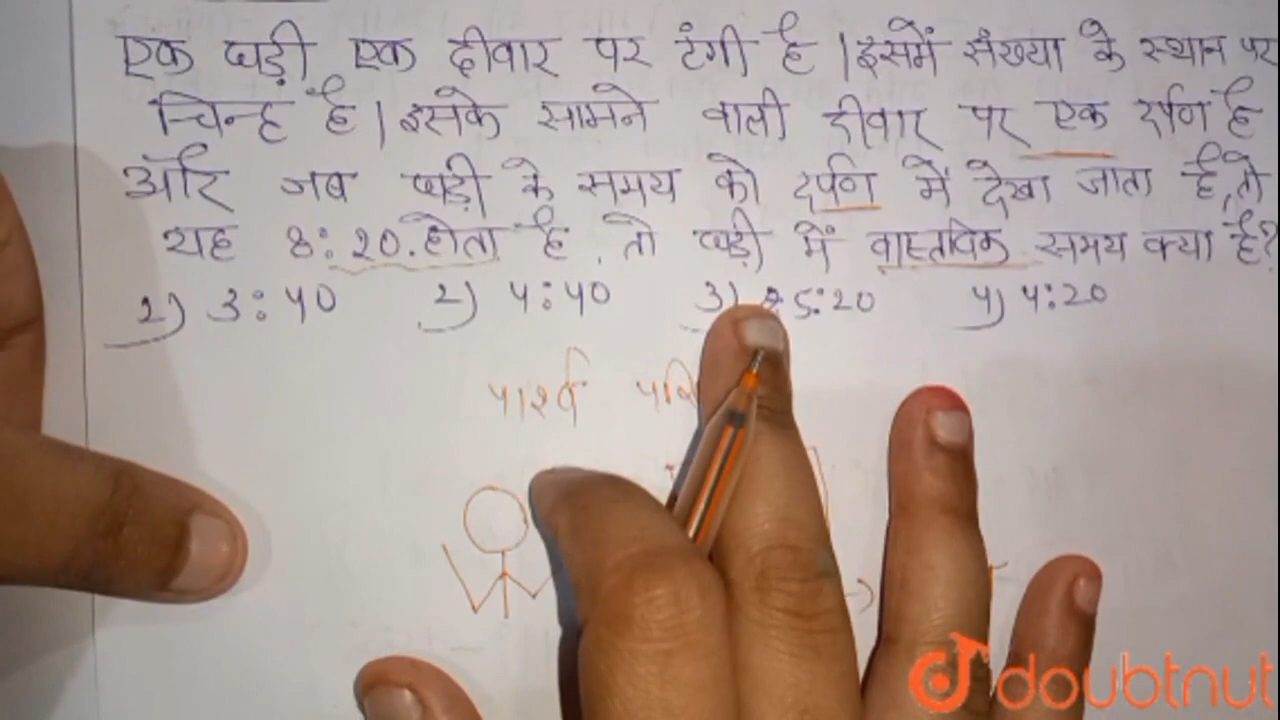 एक घड़ी एक दीवार पर टंगी है।इसमें संख्या के स्थान पर
चिन्ह है। इसके सामने वाली दीवार पर एक दर्पण है
और जब घड़ी के समय को दर्पण में देखा जाता है,तो
यह 8:20.होता है. तो घड़ी में वास्तविक समय क्या है?
1) 3:40 2) 4:40 3) 5:20 4) 4:20
पार्श्व
doubtnut